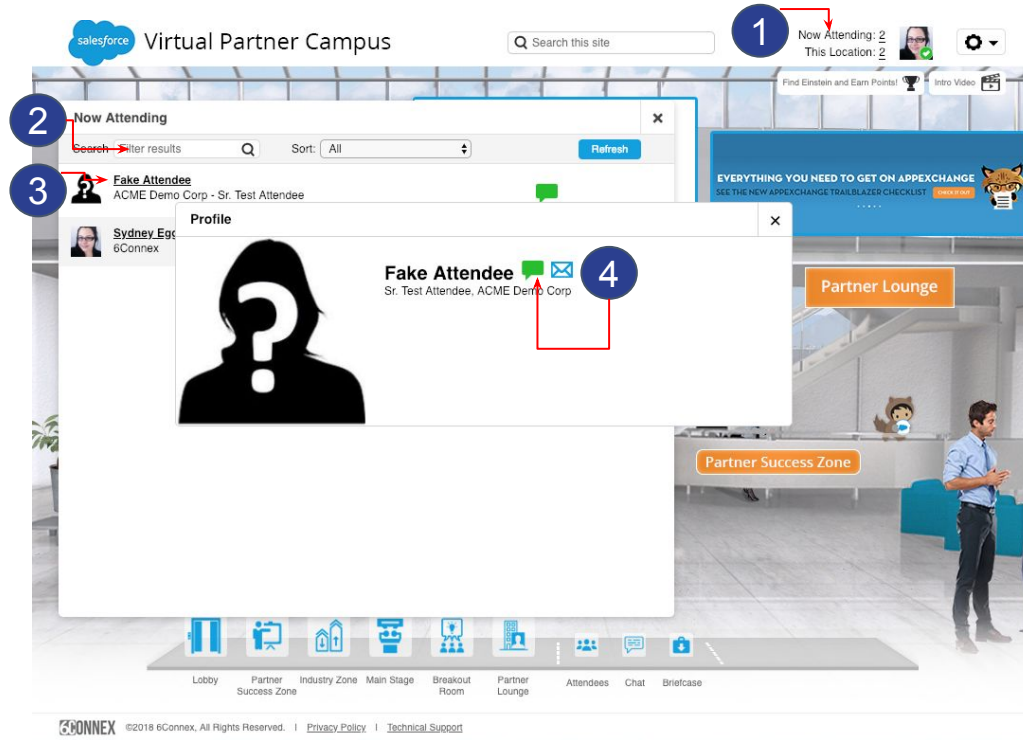 1
Now Attending: 2
This Location: 2
salesforce
Virtual Partner Campus
Search this site
Find Einstein and Earn Points!
Intro Video
2
Now Attending
Search
Filter results
Sort:
All
Refresh
3
Fake Attendee
ACME Demo Corp - Sr. Test Attendee
EVERYTHING YOU NEED TO GET ON APPEXCHANGE
SEE THE NEW APPEXCHANGE TRAILBLAZER CHECKLIST
CHECK IT OUT
Profile
Sydney Egg
6Connex
Fake Attendee
4
Sr. Test Attendee, ACME Demo Corp
Partner Lounge
Partner Success Zone
Lobby
Partner
Success Zone
Industry Zone
Main Stage
Breakout
Room
Partner
Lounge
Attendees
Chat
Briefcase
6CONNEX
©2018 6Connex, All Rights Reserved. | Privacy Policy | Technical Support